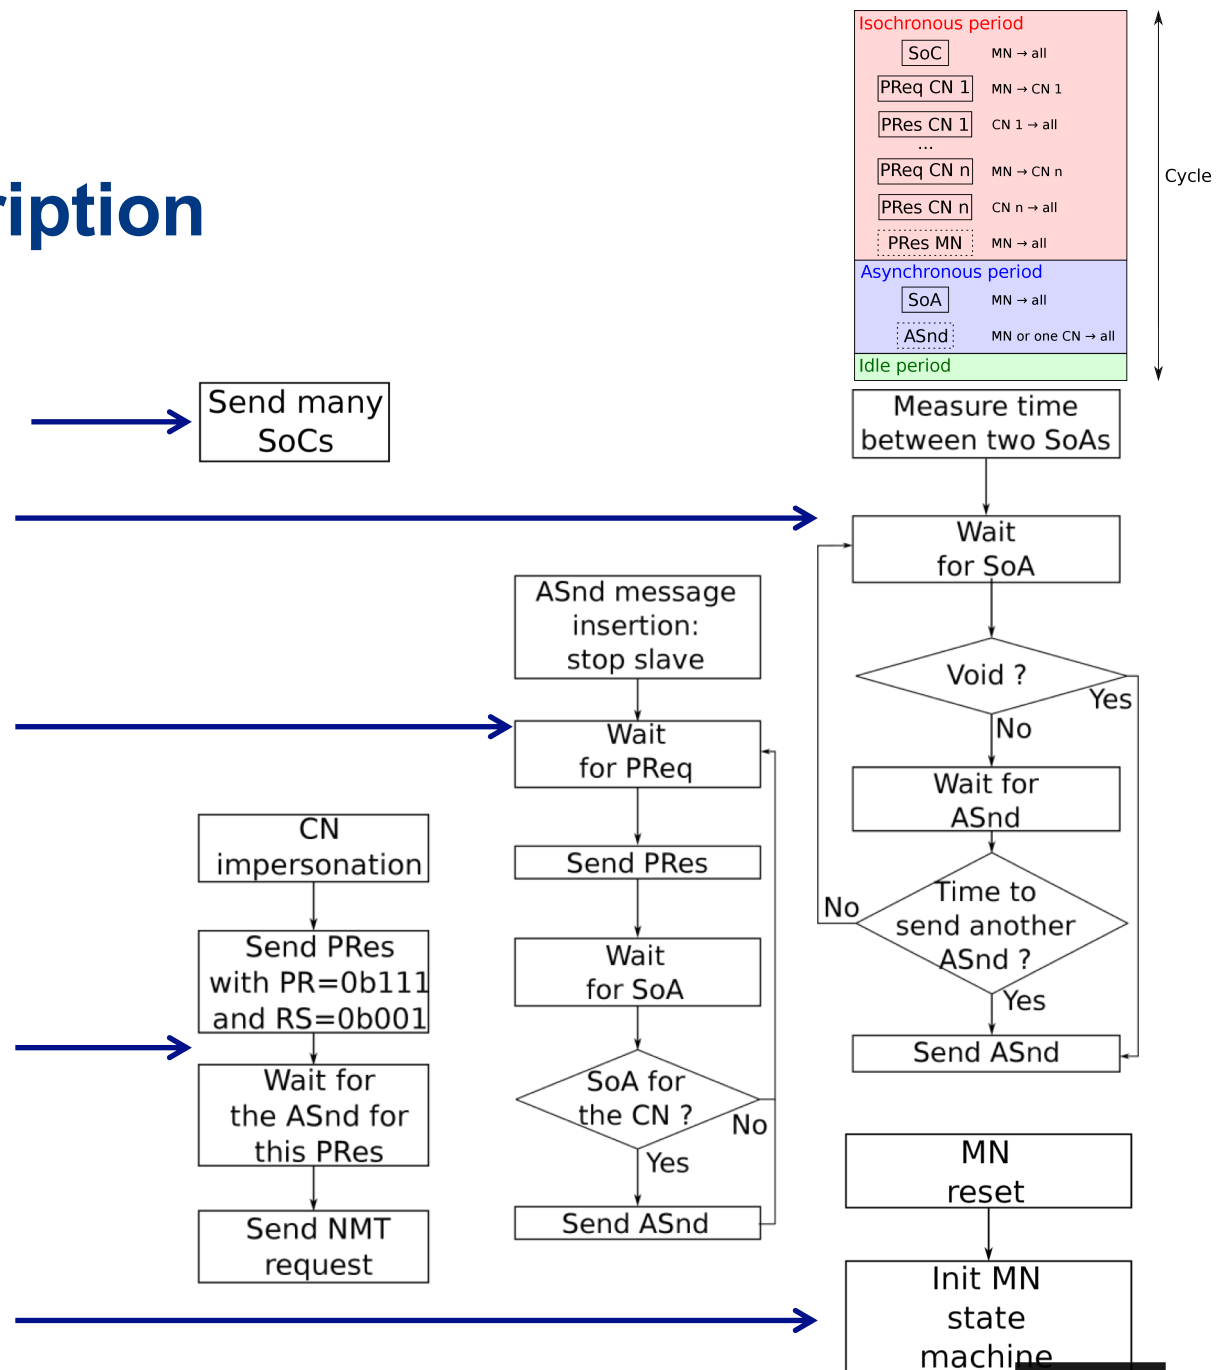 Isochronous period
SoC MN → all
PReq CN 1 MN → CN 1
PRes CN 1 CN 1 → all
...
PReq CN n MN → CN n
PRes CN n CN n → all
PRes MN MN → all
Asynchronous period
SoA MN → all
ASnd MN or one CN → all
Idle period
Cycle
ription
Send many
SoCs
Measure time
between two SoAs
Wait
for SoA
Void ?
Yes
No
Wait for
ASnd
Time to
send another
ASnd ?
No
Yes
Send ASnd
ASnd message
insertion:
stop slave
Wait
for PReq
Send PRes
Wait
for SoA
SoA for
the CN ?
No
Yes
Send ASnd
CN
impersonation
Send PRes
with PR=0b111
and RS=0b001
Wait for
the ASnd for
this PRes
Send NMT
request
MN
reset
Init MN
state
machine